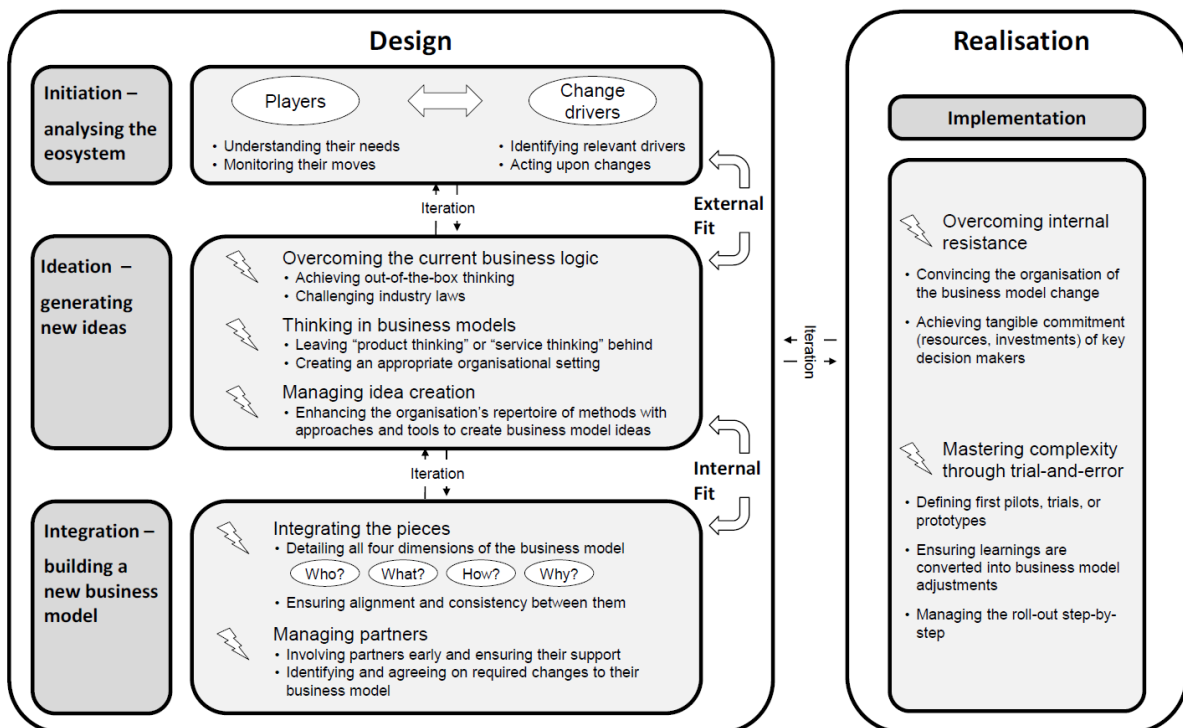 Design
Initiation –
analysing the
eosystem
Players
Change
drivers
• Understanding their needs
• Monitoring their moves
• Identifying relevant drivers
• Acting upon changes
Iteration
External
Fit
Ideation –
generating
new ideas
Overcoming the current business logic
• Achieving out-of-the-box thinking
• Challenging industry laws
Thinking in business models
• Leaving “product thinking” or “service thinking” behind
• Creating an appropriate organisational setting
Managing idea creation
• Enhancing the organisation’s repertoire of methods with
approaches and tools to create business model ideas
Iteration
Internal
Fit
Integration –
building a
new business
model
Integrating the pieces
• Detailing all four dimensions of the business model
Who? What? How? Why?
• Ensuring alignment and consistency between them
Managing partners
• Involving partners early and ensuring their support
• Identifying and agreeing on required changes to their
business model
Iteration
Realisation
Implementation
Overcoming internal
resistance
• Convincing the organisation of
the business model change
• Achieving tangible commitment
(resources, investments) of key
decision makers
Mastering complexity
through trial-and-error
• Defining first pilots, trials, or
prototypes
• Ensuring learnings are
converted into business model
adjustments
• Managing the roll-out step-by-
step